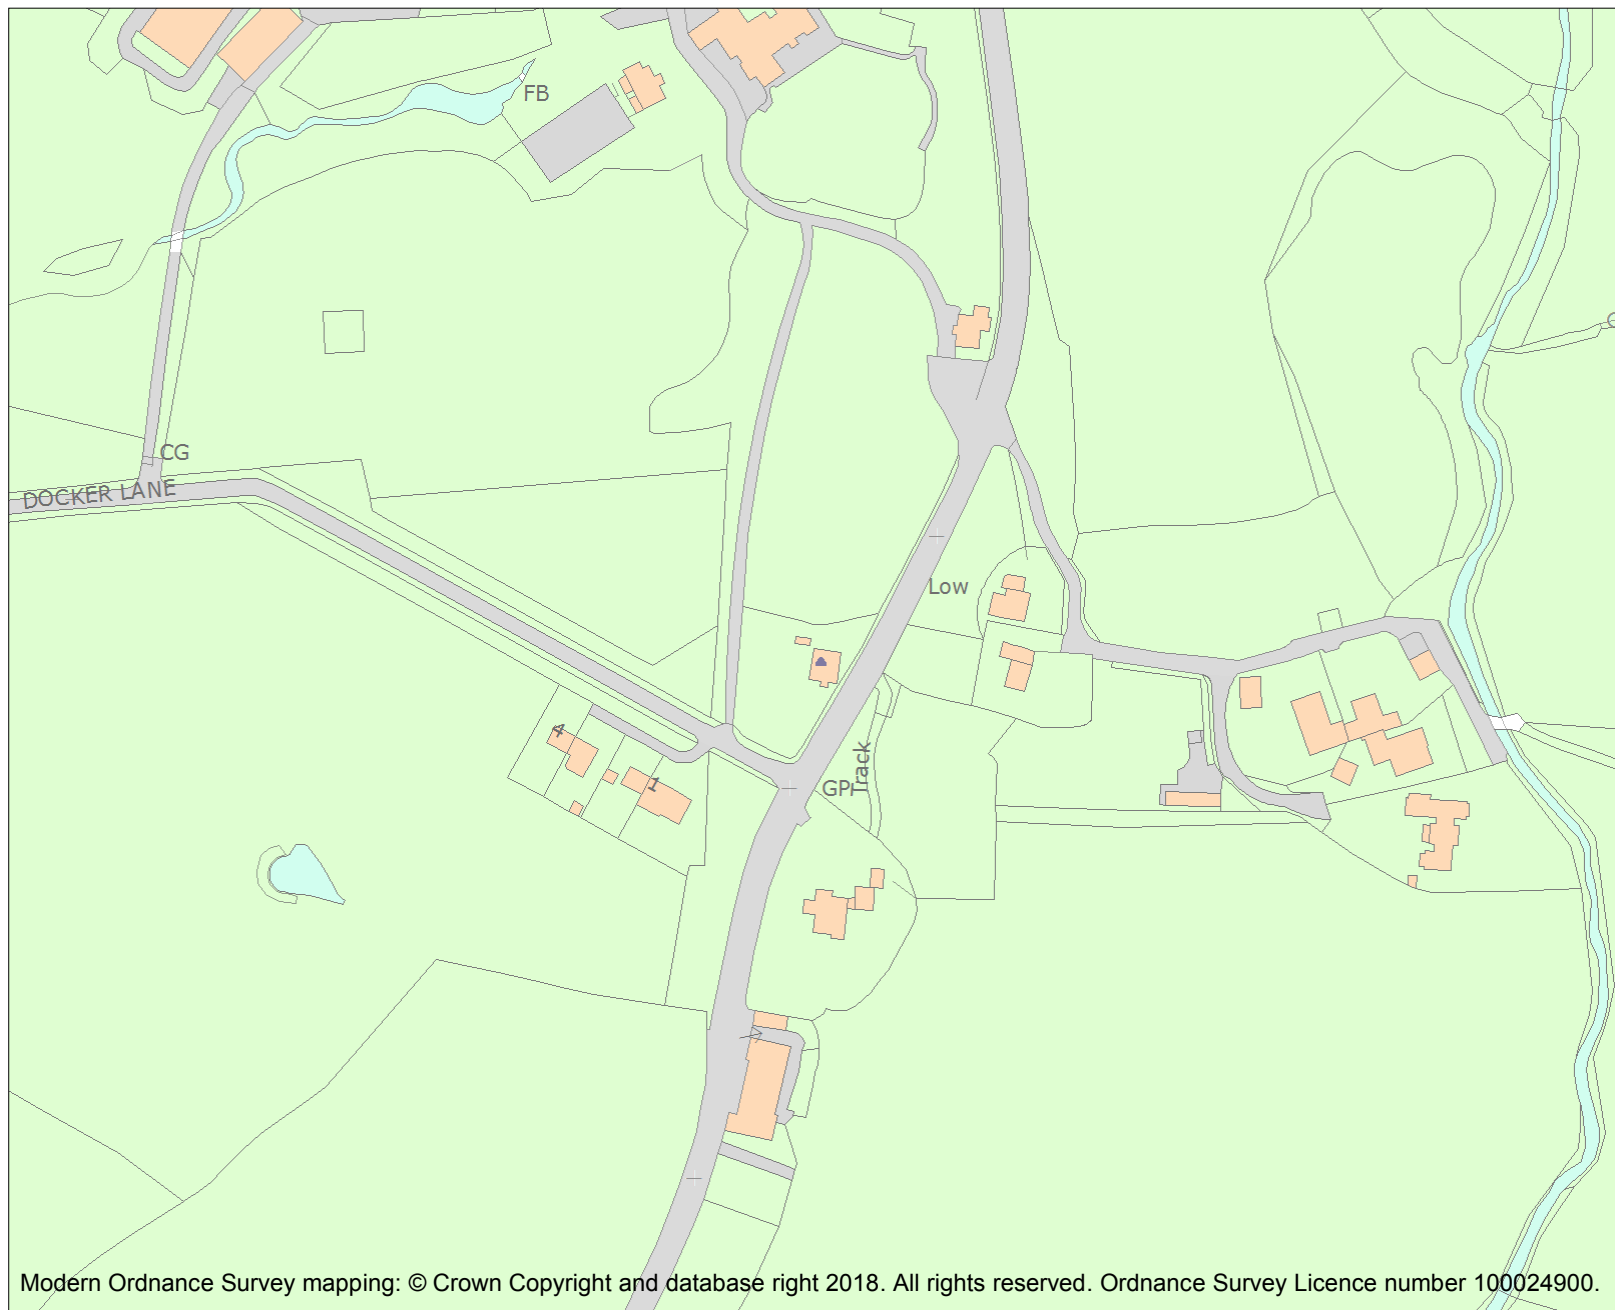 FB
CG
DOCKER LANE
Low
4
1
Track
GP
Modern Ordnance Survey mapping: © Crown Copyright and database right 2018. All rights reserved. Ordnance Survey Licence number 100024900.